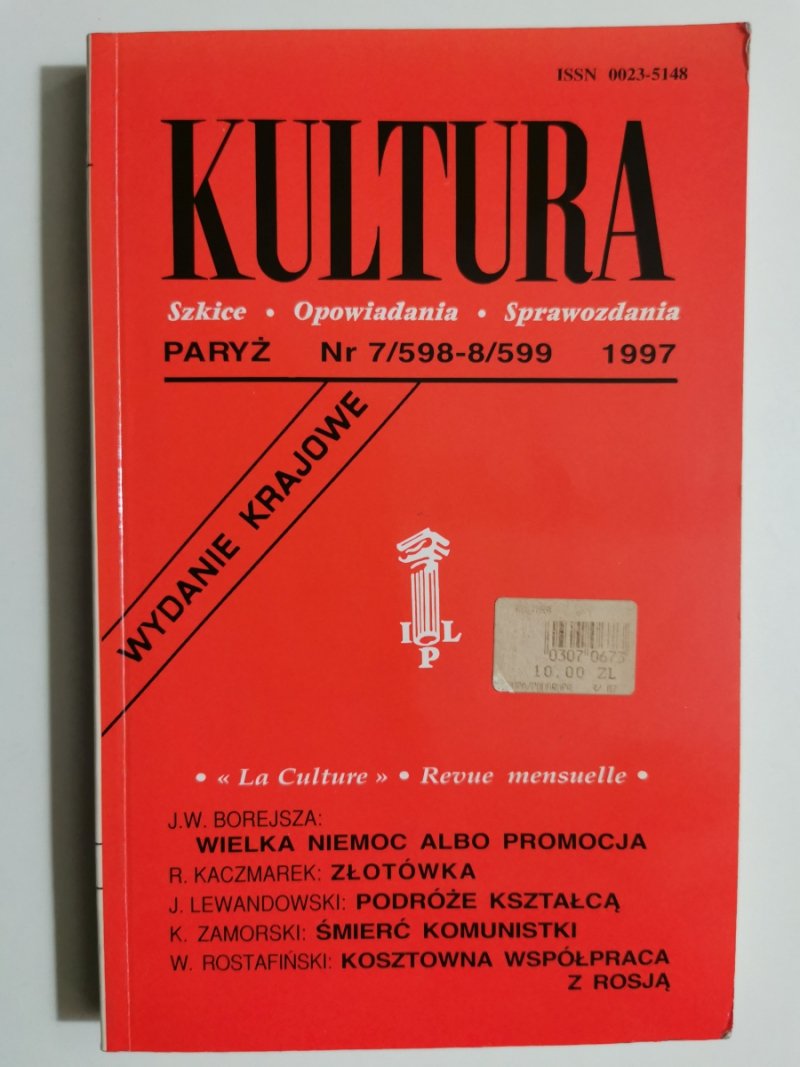 ISSN 0023-5148
KULTURA
Szkice • Opowiadania • Sprawozdania
PARYŻ Nr 7/598-8/599 1997
WYDANIE KRAJOWE
I L
P
0307 0673
10.00 ZŁ
• « La Culture » • Revue mensuelle •
J.W. BOREJSZA:
WIELKA NIEMOC ALBO PROMOCJA
R. KACZMAREK: ZŁOTÓWKA
J. LEWANDOWSKI: PODRÓŻE KSZTAŁCĄ
K. ZAMORSKI: ŚMIERĆ KOMUNISTKI
W. ROSTAFIŃSKI: KOSZTOWNA WSPÓŁPRACA
Z ROSJĄ